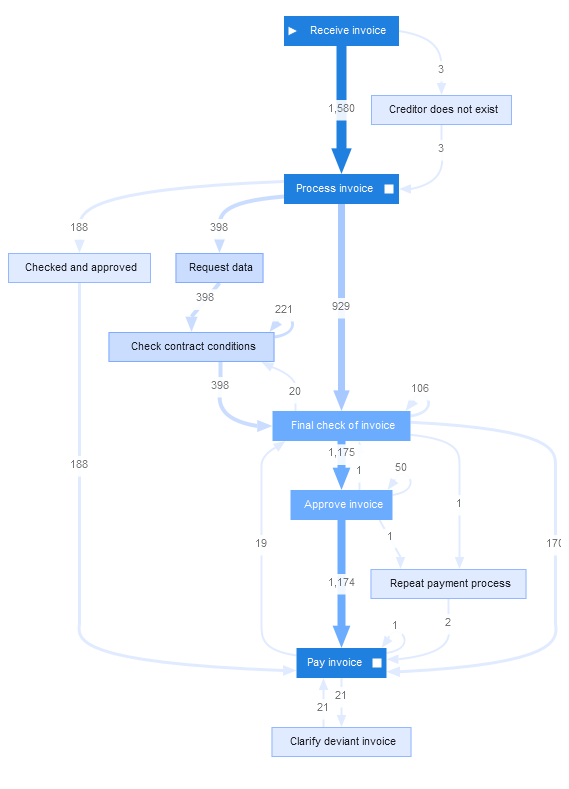 Receive invoice
3
Creditor does not exist
1,580
3
Process invoice
188
398
Checked and approved
Request data
398
221
929
Check contract conditions
398
20
106
Final check of invoice
1,175
188
1
50
1
Approve invoice
19
1
170
1,174
Repeat payment process
1
2
Pay invoice
21
21
Clarify deviant invoice